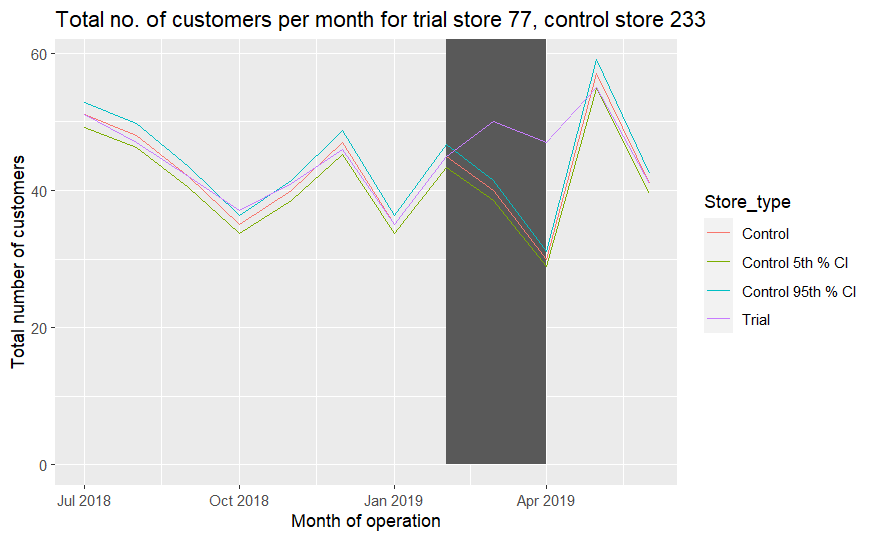 Total no. of customers per month for trial store 77, control store 233
60
40
20
0
Total number of customers
Jul 2018
Oct 2018
Jan 2019
Apr 2019
Month of operation
Store_type
Control
Control 5th % CI
Control 95th % CI
Trial